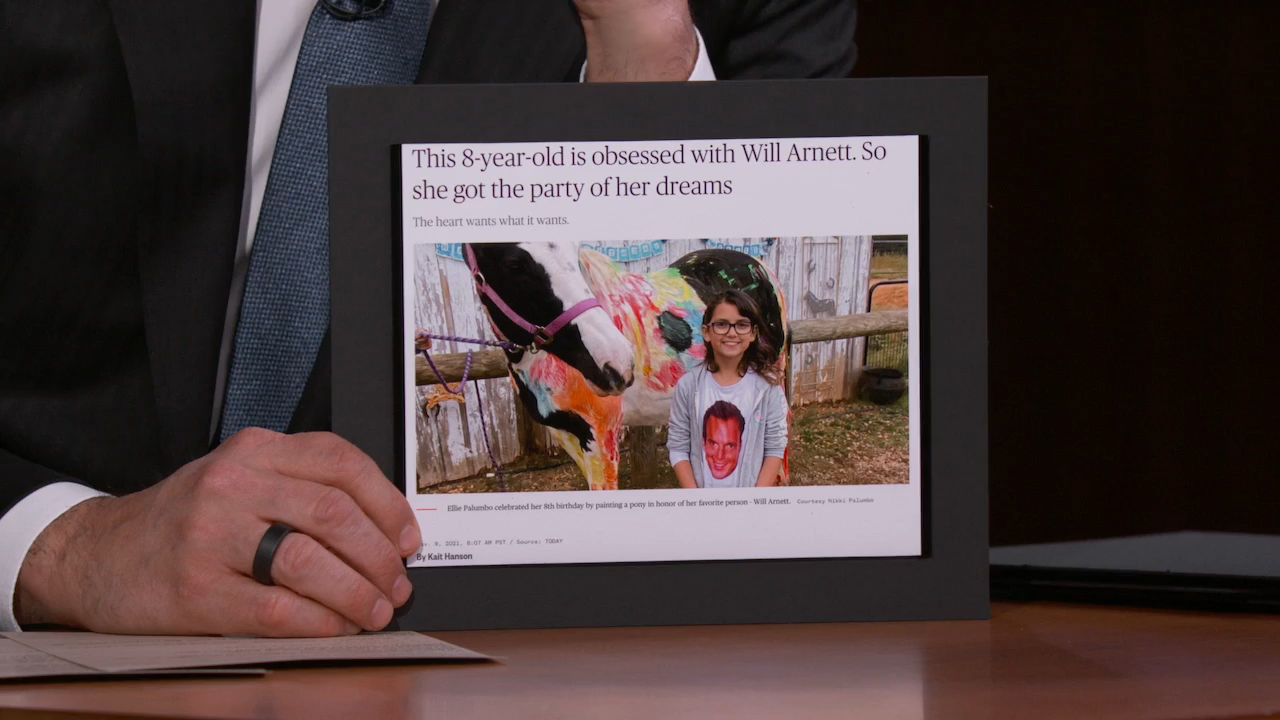 This 8-year-old is obsessed with Will Arnett. So
she got the party of her dreams
The heart wants what it wants.
Ellie Palumbo celebrated her 8th birthday by painting a pony in honor of her favorite person - Will Arnett. Courtesy Nikki Palumbo
9, 2021, 6:07 AM PST / Source: TODAY
By Kait Hanson